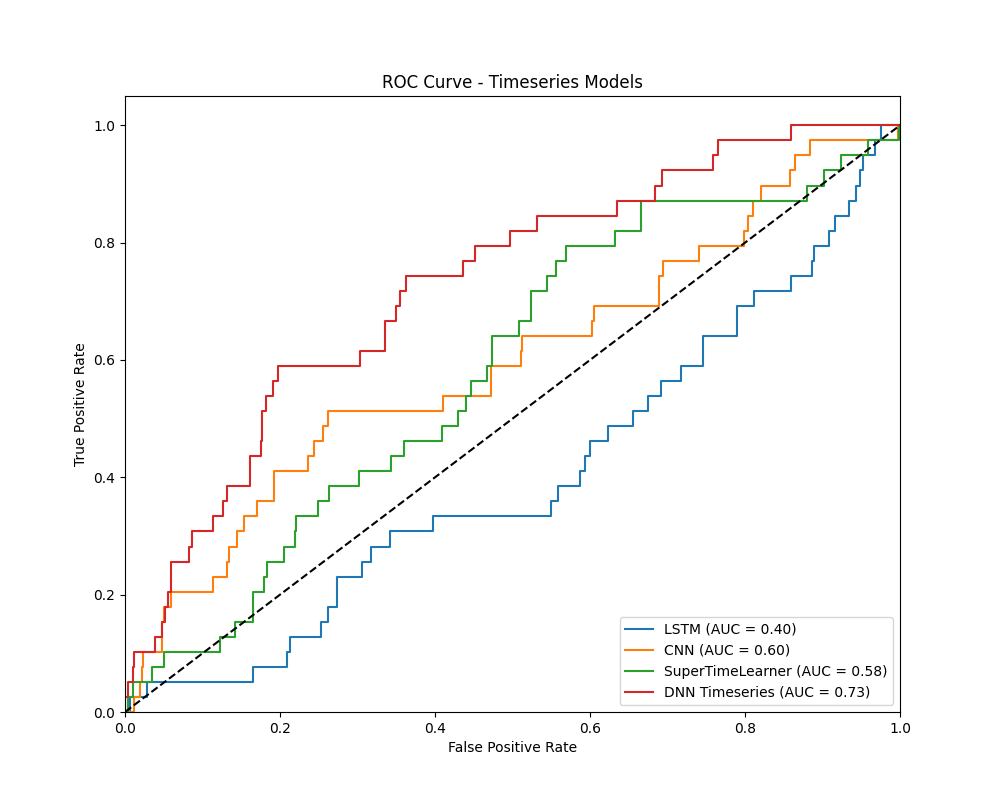 ROC Curve - Timeseries Models
True Positive Rate
1.0
0.8
0.6
0.4
0.2
0.0
0.0 0.2 0.4 0.6 0.8 1.0
False Positive Rate
LSTM (AUC = 0.40)
CNN (AUC = 0.60)
SuperTimeLearner (AUC = 0.58)
DNN Timeseries (AUC = 0.73)